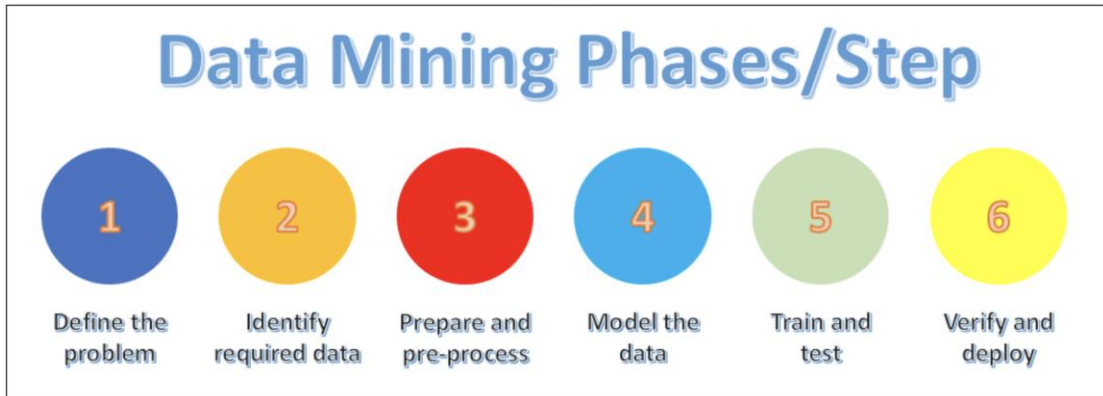 Data Mining Phases/Step
1
2
3
4
5
6
Define the
problem
Identify
required data
Prepare and
pre-process
Model the
data
Train and
test
Verify and
deploy